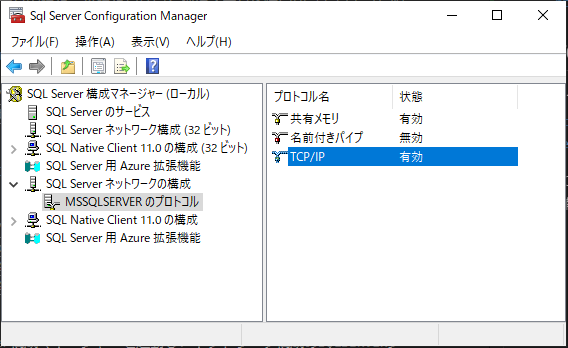 Sql Server Configuration Manager
ファイル(F) 操作(A) 表示(V) ヘルプ(H)
SQL Server 構成マネージャー (ローカル)
SQL Server のサービス
SQL Server ネットワーク構成 (32 ビット)
SQL Native Client 11.0 の構成 (32 ビット)
SQL Server 用 Azure 拡張機能
SQL Server ネットワークの構成
MSSQLSERVER のプロトコル
SQL Native Client 11.0 の構成
SQL Server 用 Azure 拡張機能
プロトコル名 状態
共有メモリ 有効
名前付きパイプ 無効
TCP/IP 有効